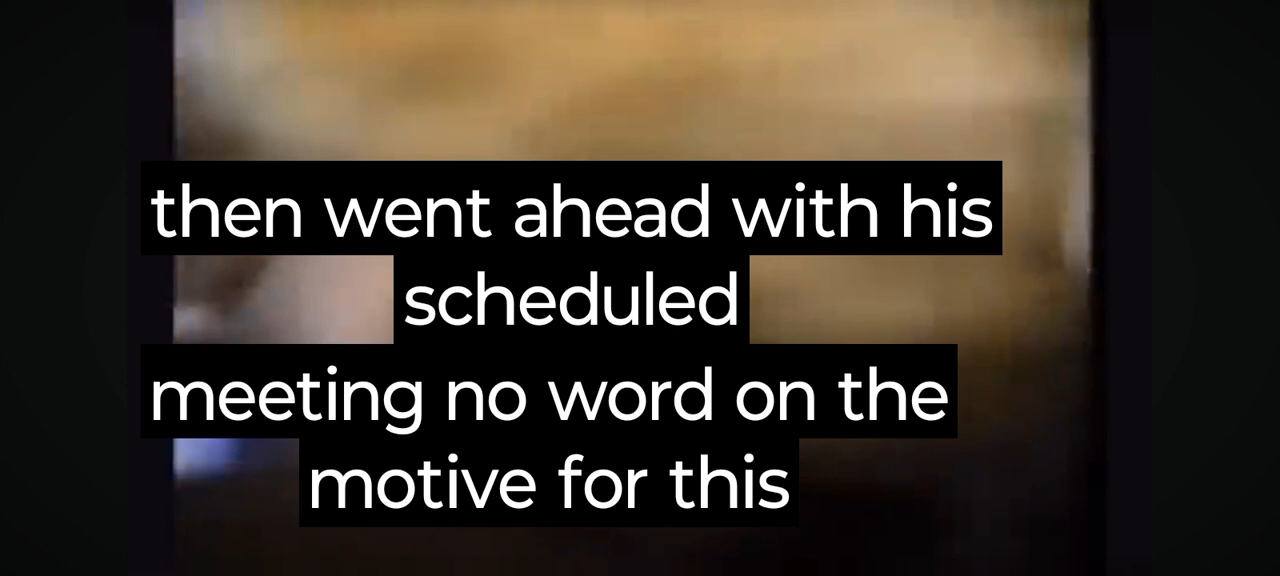 then went ahead with his
scheduled
meeting no word on the
motive for this